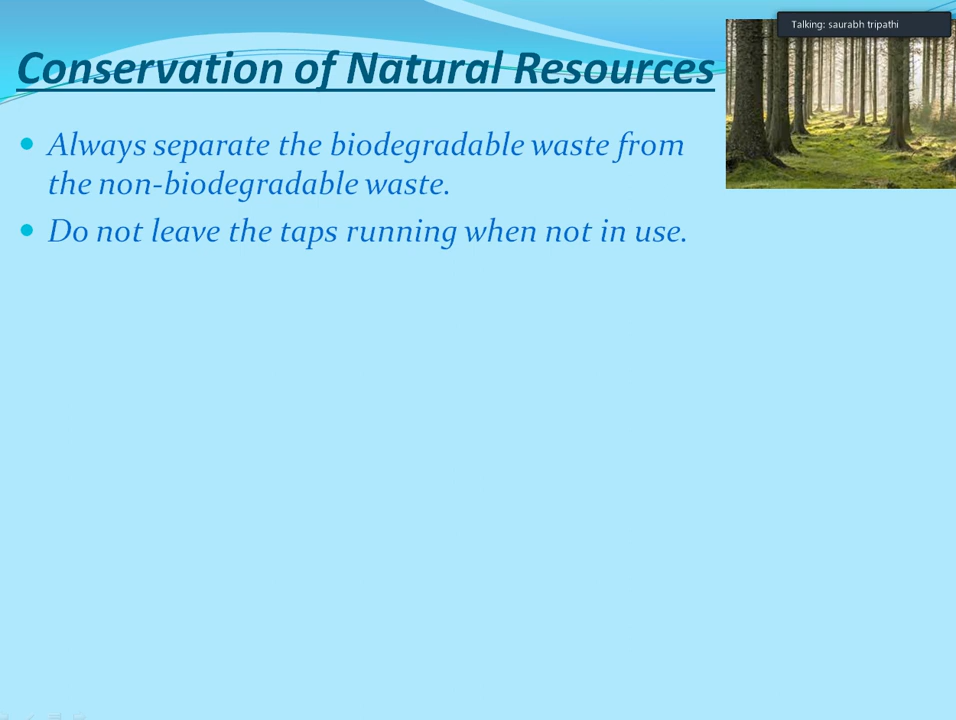 Talking: saurabh tripathi
Conservation of Natural Resources
Always separate the biodegradable waste from
the non-biodegradable waste.
Do not leave the taps running when not in use.